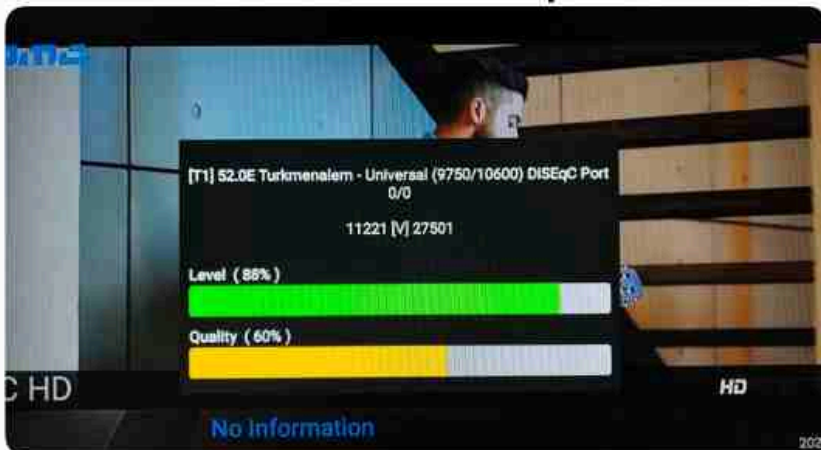 [T1] 52.0E Turkmenalem - Universal (9750/10600) DiSEqC Port
0/0
11221 [V] 27501
Level ( 88% )
Quality ( 60% )
C HD
HD
No Information
202